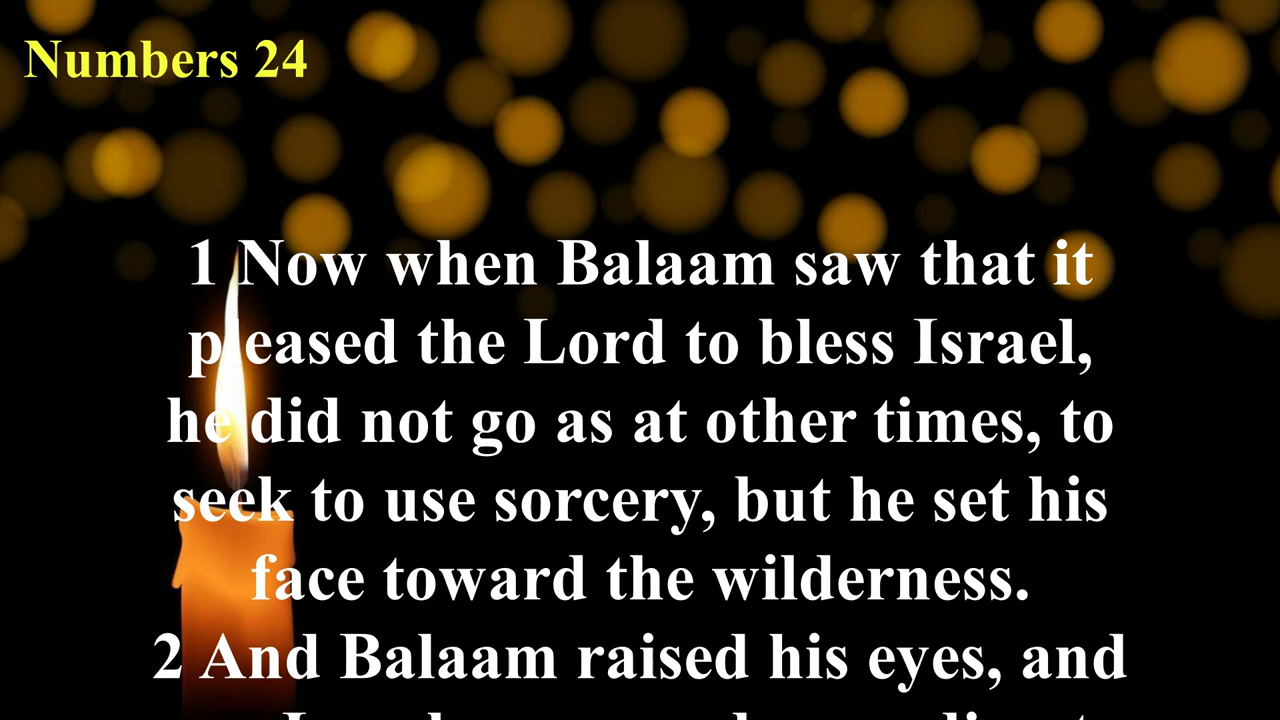 Numbers 24
1 Now when Balaam saw that it
pleased the Lord to bless Israel,
he did not go as at other times, to
seek to use sorcery, but he set his
face toward the wilderness.
2 And Balaam raised his eyes, and